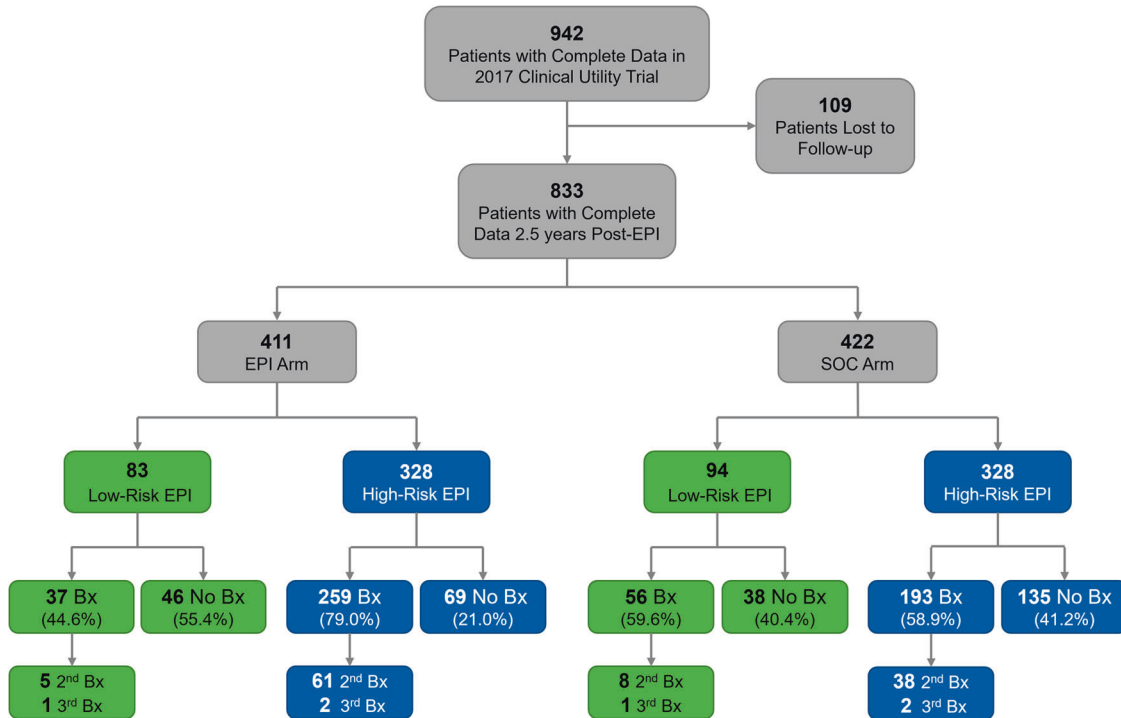 942
Patients with Complete Data in
2017 Clinical Utility Trial
109
Patients Lost to
Follow-up
833
Patients with Complete
Data 2.5 years Post-EPI
411
EPI Arm
422
SOC Arm
83
Low-Risk EPI
328
High-Risk EPI
94
Low-Risk EPI
328
High-Risk EPI
37 Bx
(44.6%)
46 No Bx
(55.4%)
259 Bx
(79.0%)
69 No Bx
(21.0%)
56 Bx
(59.6%)
38 No Bx
(40.4%)
193 Bx
(58.9%)
135 No Bx
(41.2%)
5 2nd Bx
1 3rd Bx
61 2nd Bx
2 3rd Bx
8 2nd Bx
1 3rd Bx
38 2nd Bx
2 3rd Bx